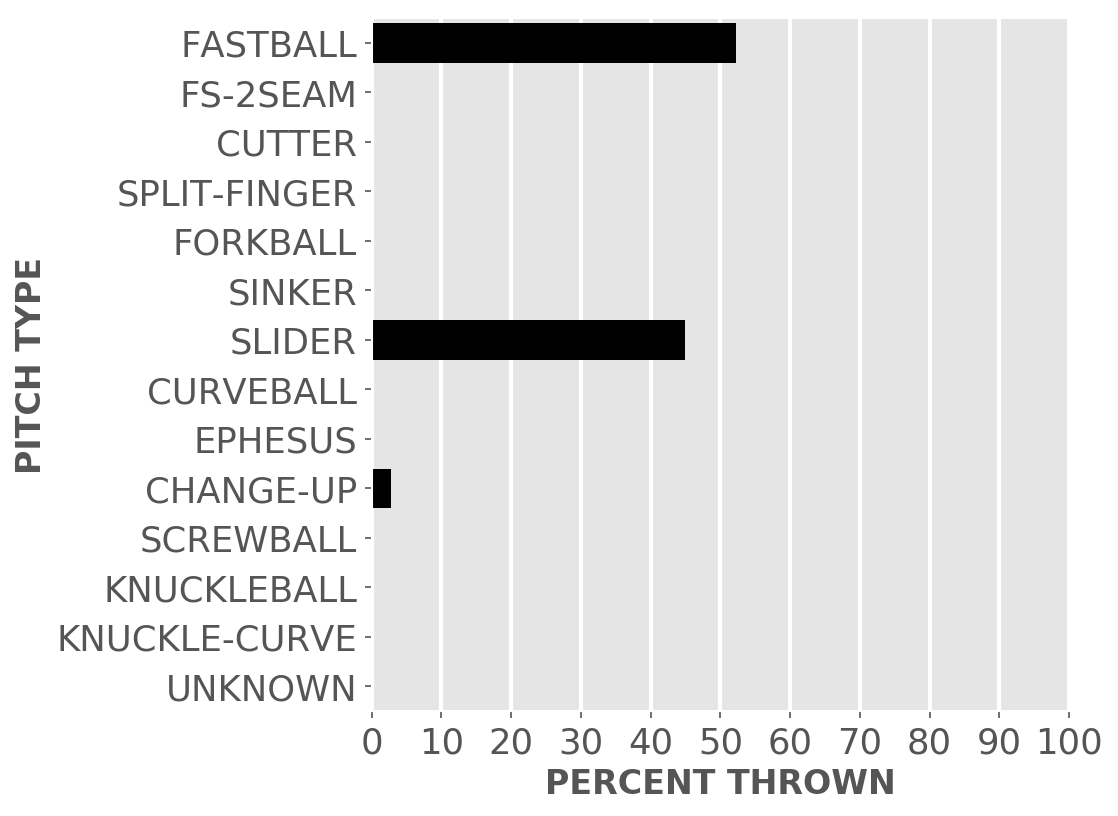 FASTBALL
FS-2SEAM
CUTTER
SPLIT-FINGER
FORKBALL
SINKER
SLIDER
CURVEBALL
EPHESUS
CHANGE-UP
SCREWBALL
KNUCKLEBALL
KNUCKLE-CURVE
UNKNOWN
PITCH TYPE
0 10 20 30 40 50 60 70 80 90 100
PERCENT THROWN